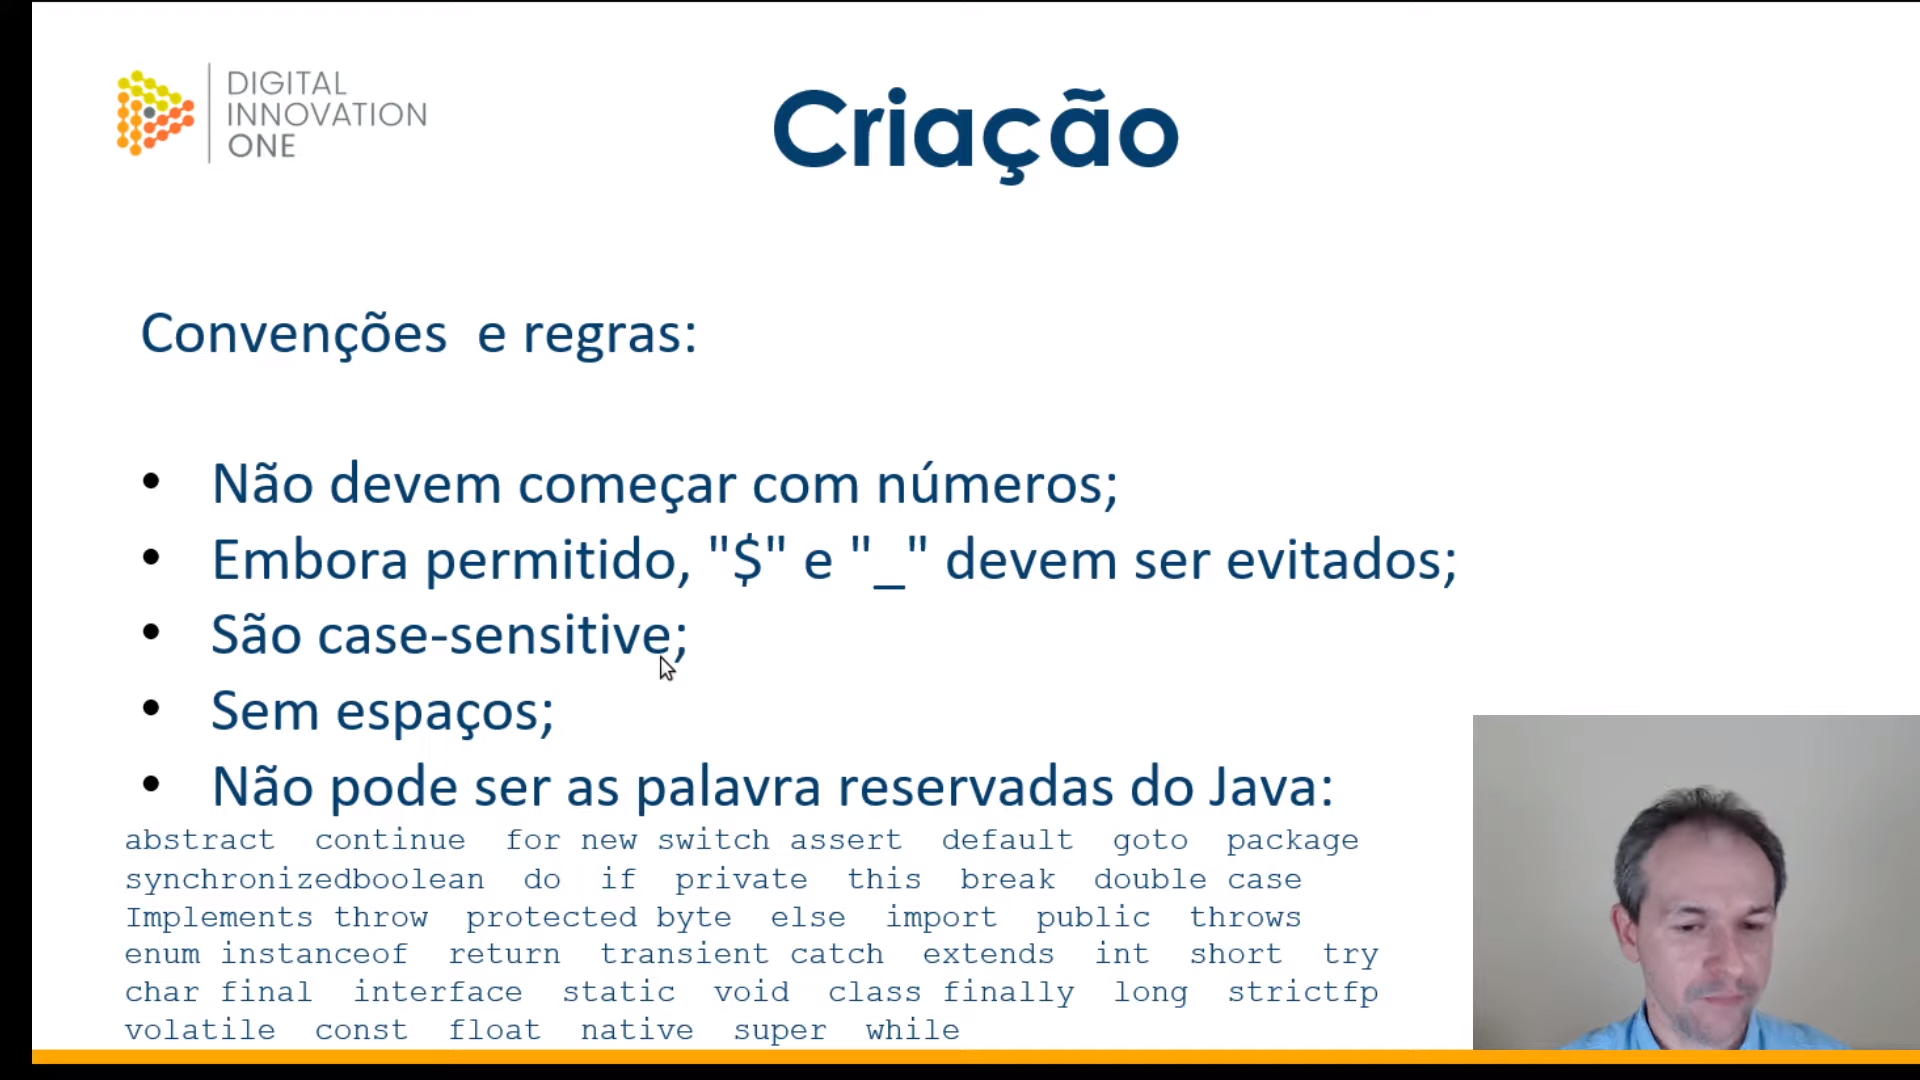 DIGITAL
INNOVATION
ONE
Criação
Convenções e regras:
• Não devem começar com números;
• Embora permitido, "$" e "_" devem ser evitados;
• São case-sensitive;
• Sem espaços;
• Não pode ser as palavra reservadas do Java:
abstract continue for new switch assert default goto package
synchronizedboolean do if private this break double case
Implements throw protected byte else import public throws
enum instanceof return transient catch extends int short try
char final interface static void class finally long strictfp
volatile const float native super while